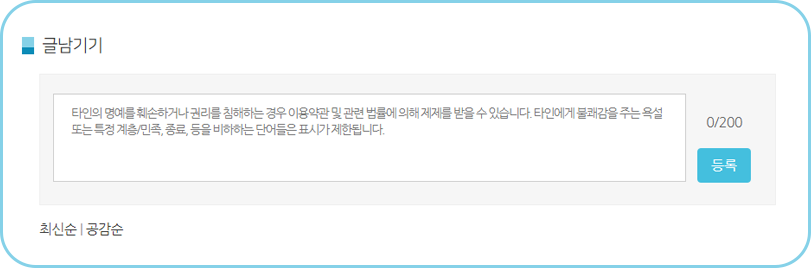 글남기기
타인의 명예를 훼손하거나 권리를 침해하는 경우 이용약관 및 관련 법률에 의해 제제를 받을 수 있습니다. 타인에게 불쾌감을 주는 욕설
또는 특정 계층/민족, 종료, 등을 비하하는 단어들은 표시가 제한됩니다.
0/200
등록
최신순 | 공감순